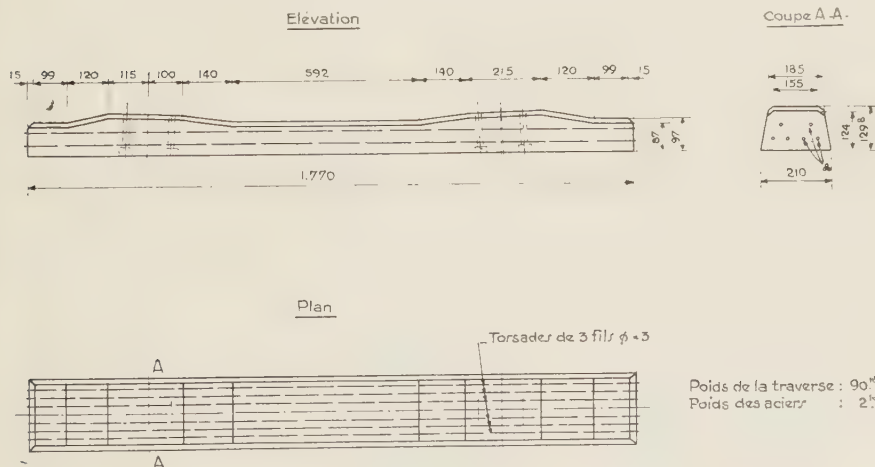 Elévation
Coupe A-A.
15 99 120 115 100 140 592 140 215 120 99 15
185
155
87
97
124
129⁸
1.770
210
Plan
Torsades de 3 fils ϕ = 3
A
A
Poids de la traverse : 90
Poids des aciers : 2